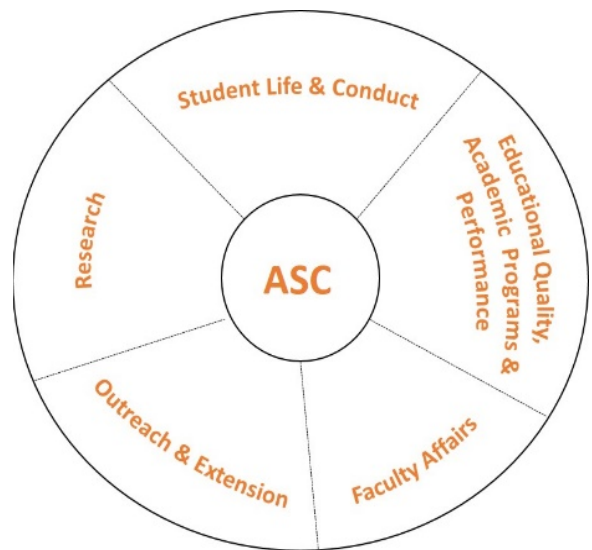 Student Life & Conduct
Educational Quality,
Academic Programs &
Performance
Research
ASC
Outreach & Extension
Faculty Affairs